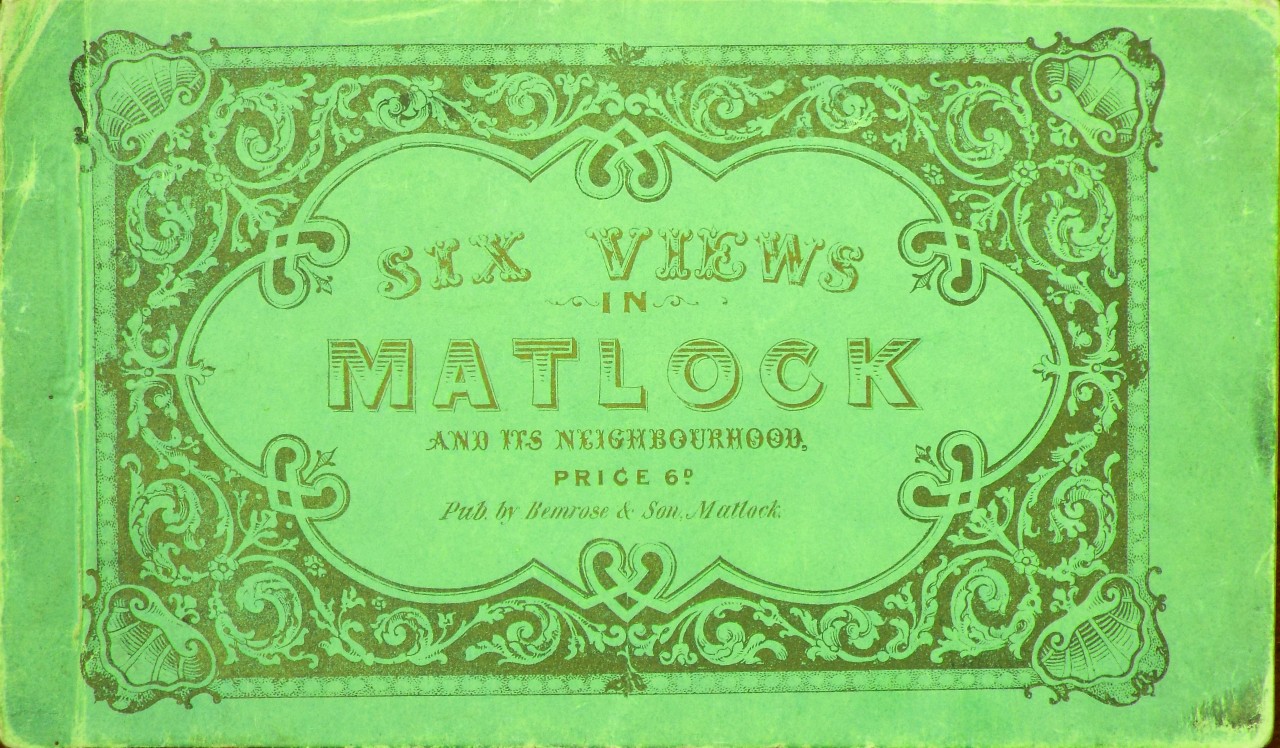 SIX VIEWS
IN
MATLOCK
AND ITS NEIGHBOURHOOD,
PRICE 6D
Pub. by Bemrose & Son, Matlock.